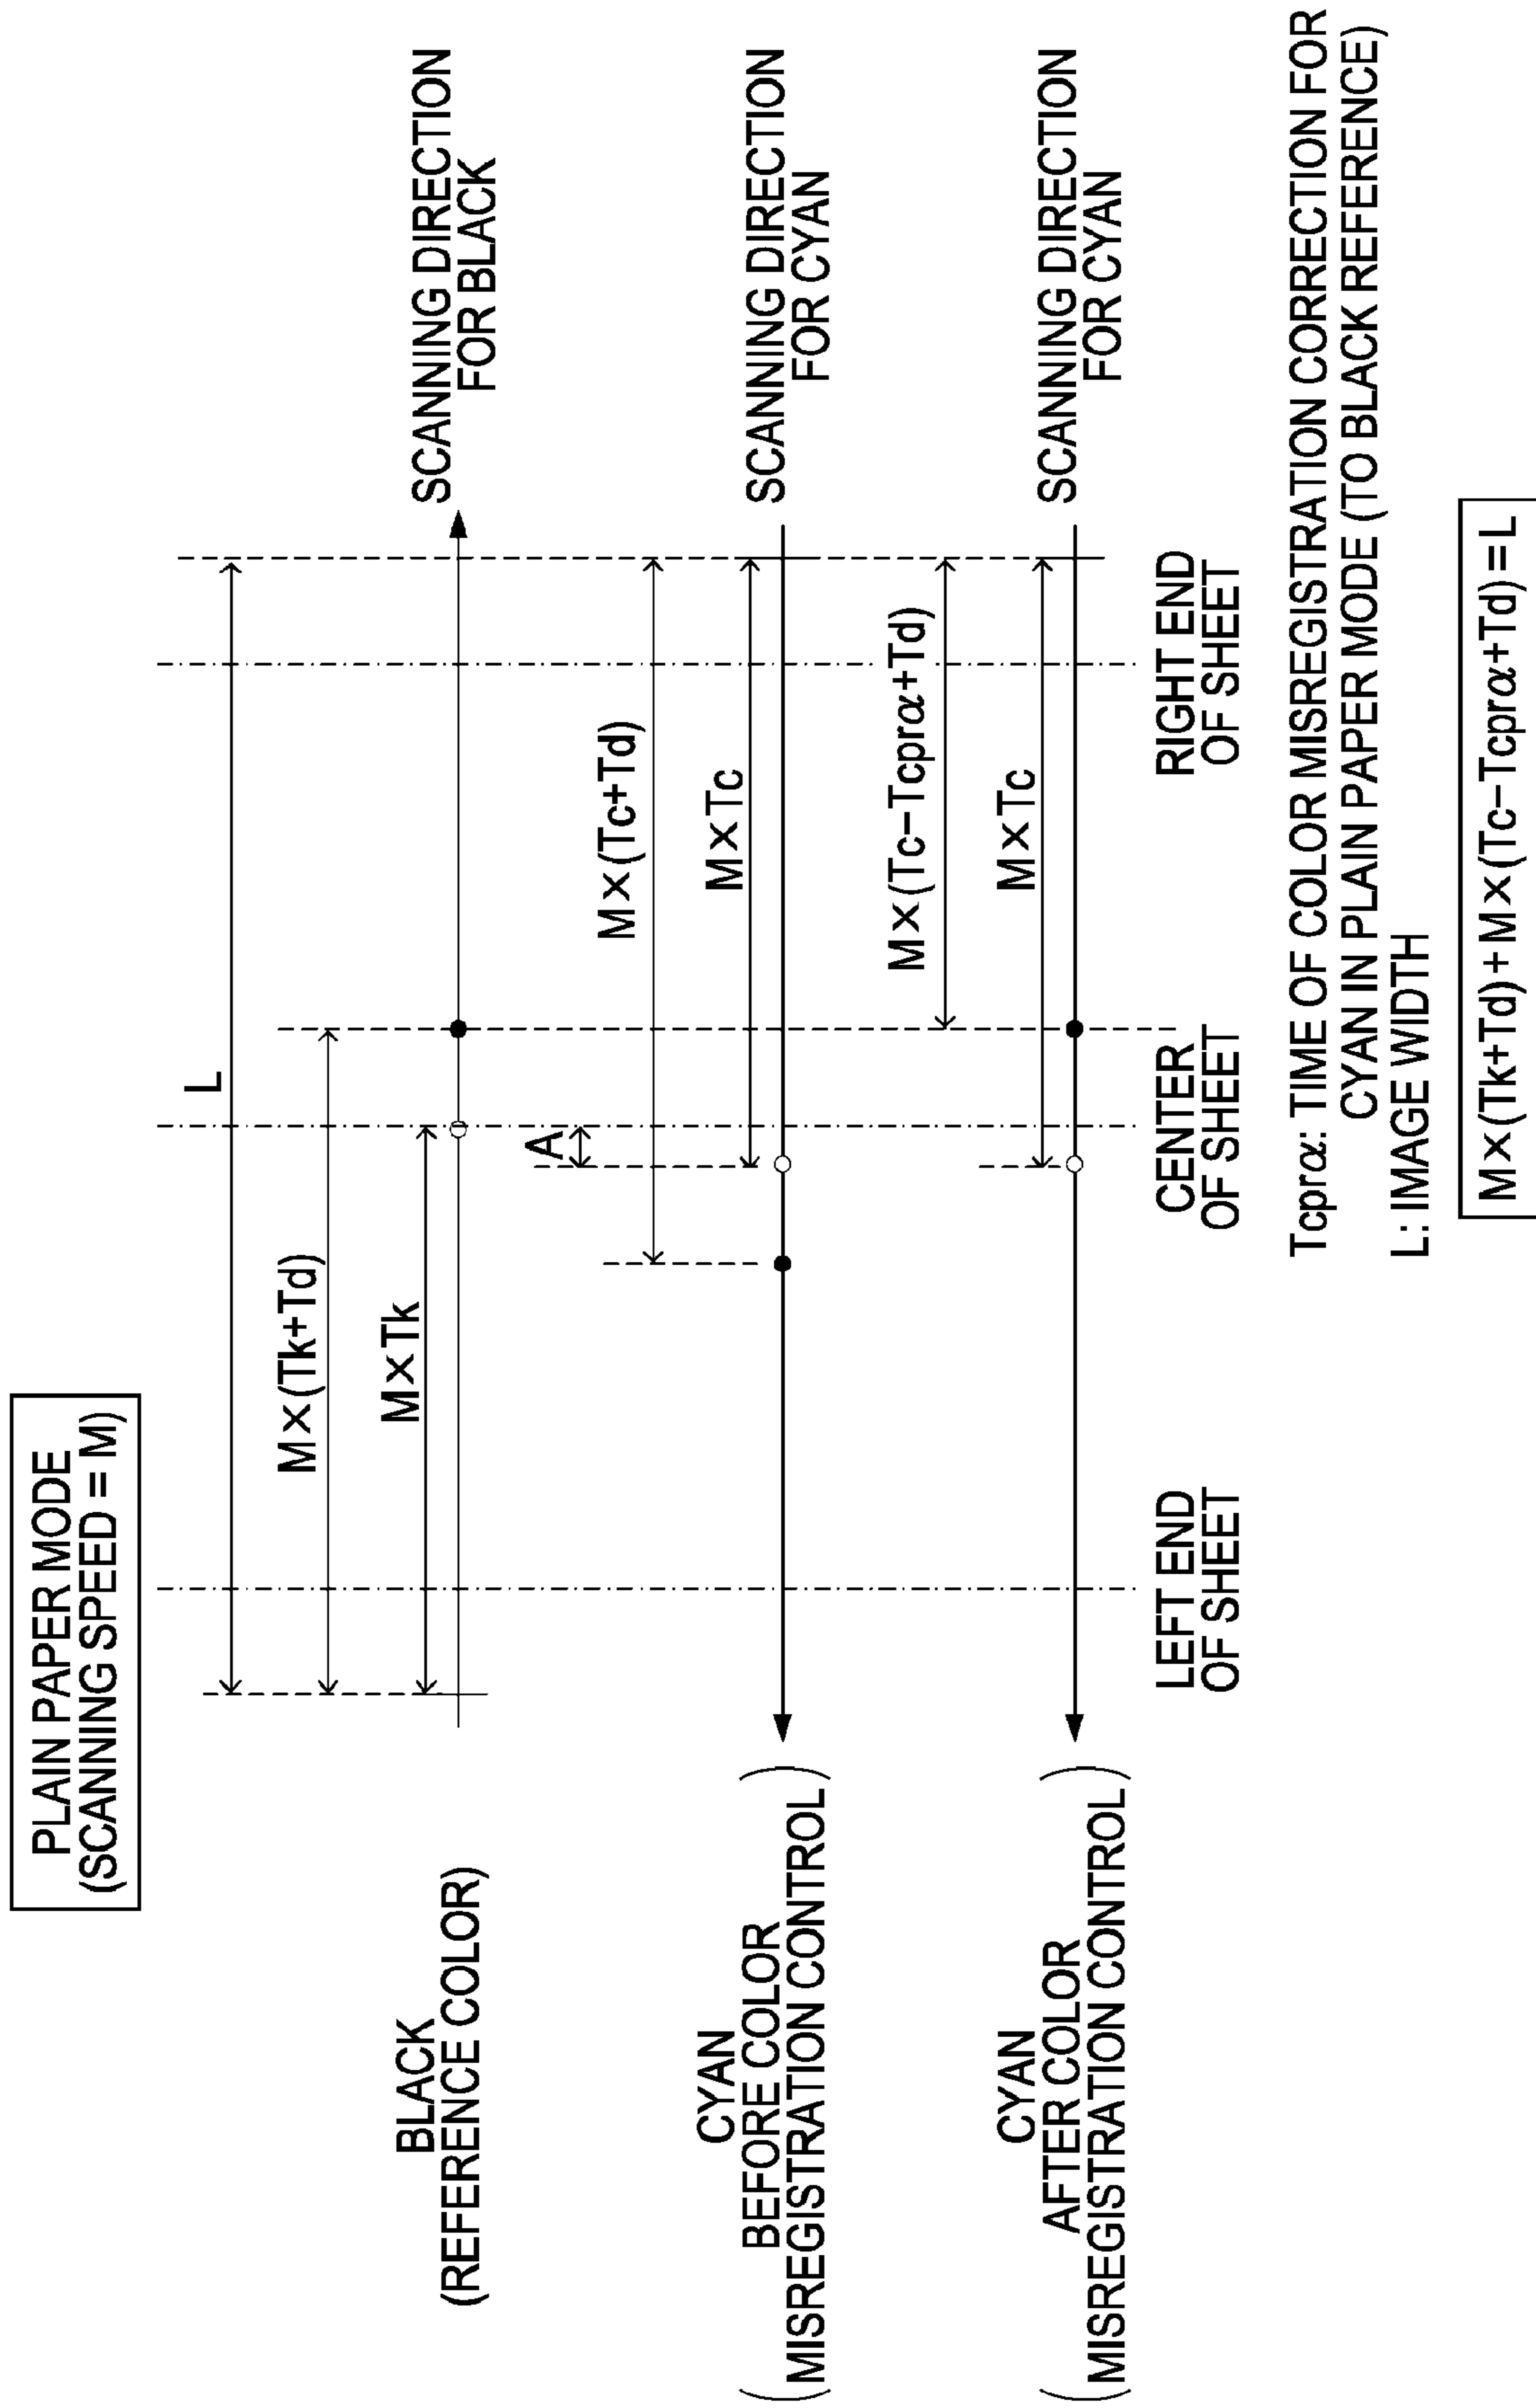 PLAIN PAPER MODE
(SCANNING SPEED = M)
L
M×(Tk+Td)
M×Tk
BLACK
(REFERENCE COLOR)
SCANNING DIRECTION
FOR BLACK
A
M×(Tc+Td)
M×Tc
CYAN
BEFORE COLOR
(MISREGISTRATION CONTROL)
SCANNING DIRECTION
FOR CYAN
M×(Tc−Tcprα+Td)
M×Tc
CYAN
AFTER COLOR
(MISREGISTRATION CONTROL)
SCANNING DIRECTION
FOR CYAN
LEFT END
OF SHEET
CENTER
OF SHEET
RIGHT END
OF SHEET
Tcprα: TIME OF COLOR MISREGISTRATION CORRECTION FOR
CYAN IN PLAIN PAPER MODE (TO BLACK REFERENCE)
L: IMAGE WIDTH
M×(Tk+Td)+M×(Tc−Tcprα+Td)=L